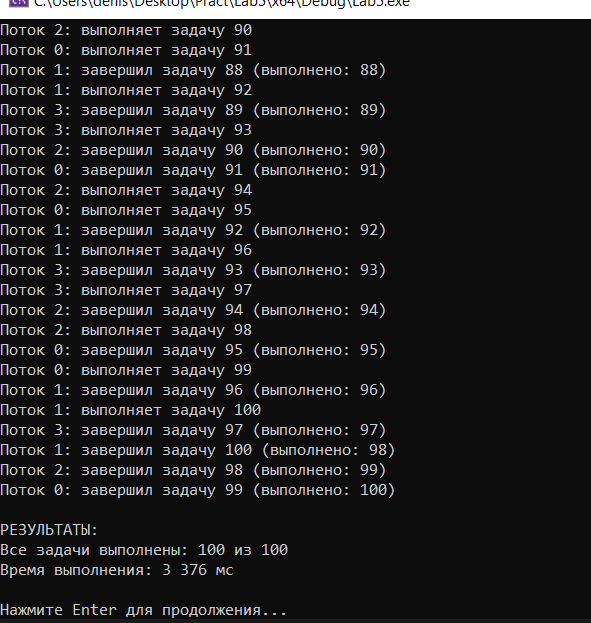 C:\Users\denis\Desktop\Pract\Lab5\x64\Debug\Lab5.exe
Поток 2: выполняет задачу 90
Поток 0: выполняет задачу 91
Поток 1: завершил задачу 88 (выполнено: 88)
Поток 1: выполняет задачу 92
Поток 3: завершил задачу 89 (выполнено: 89)
Поток 3: выполняет задачу 93
Поток 2: завершил задачу 90 (выполнено: 90)
Поток 0: завершил задачу 91 (выполнено: 91)
Поток 2: выполняет задачу 94
Поток 0: выполняет задачу 95
Поток 1: завершил задачу 92 (выполнено: 92)
Поток 1: выполняет задачу 96
Поток 3: завершил задачу 93 (выполнено: 93)
Поток 3: выполняет задачу 97
Поток 2: завершил задачу 94 (выполнено: 94)
Поток 2: выполняет задачу 98
Поток 0: завершил задачу 95 (выполнено: 95)
Поток 0: выполняет задачу 99
Поток 1: завершил задачу 96 (выполнено: 96)
Поток 1: выполняет задачу 100
Поток 3: завершил задачу 97 (выполнено: 97)
Поток 1: завершил задачу 100 (выполнено: 98)
Поток 2: завершил задачу 98 (выполнено: 99)
Поток 0: завершил задачу 99 (выполнено: 100)
РЕЗУЛЬТАТЫ:
Все задачи выполнены: 100 из 100
Время выполнения: 3 376 мс
Нажмите Enter для продолжения...